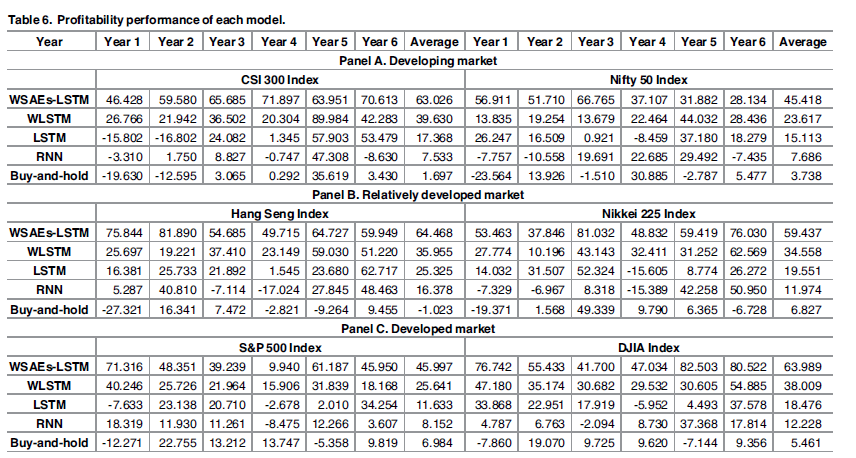 Table 6. Profitability performance of each model.
Year Year 1 Year 2 Year 3 Year 4 Year 5 Year 6 Average Year 1 Year 2 Year 3 Year 4 Year 5 Year 6 Average
Panel A. Developing market
CSI 300 Index Nifty 50 Index
WSAEs-LSTM 46.428 59.580 65.685 71.897 63.951 70.613 63.026 56.911 51.710 66.765 37.107 31.882 28.134 45.418
WLSTM 26.766 21.942 36.502 20.304 89.984 42.283 39.630 13.835 19.254 13.679 22.464 44.032 28.436 23.617
LSTM -15.802 -16.802 24.082 1.345 57.903 53.479 17.368 26.247 16.509 0.921 -8.459 37.180 18.279 15.113
RNN -3.310 1.750 8.827 -0.747 47.308 -8.630 7.533 -7.757 -10.558 19.691 22.685 29.492 -7.435 7.686
Buy-and-hold -19.630 -12.595 3.065 0.292 35.619 3.430 1.697 -23.564 13.926 -1.510 30.885 -2.787 5.477 3.738
Panel B. Relatively developed market
Hang Seng Index Nikkei 225 Index
WSAEs-LSTM 75.844 81.890 54.685 49.715 64.727 59.949 64.468 53.463 37.846 81.032 48.832 59.419 76.030 59.437
WLSTM 25.697 19.221 37.410 23.149 59.030 51.220 35.955 27.774 10.196 43.143 32.411 31.252 62.569 34.558
LSTM 16.381 25.733 21.892 1.545 23.680 62.717 25.325 14.032 31.507 52.324 -15.605 8.774 26.272 19.551
RNN 5.287 40.810 -7.114 -17.024 27.845 48.463 16.378 -7.329 -6.967 8.318 -15.389 42.258 50.950 11.974
Buy-and-hold -27.321 16.341 7.472 -2.821 -9.264 9.455 -1.023 -19.371 1.568 49.339 9.790 6.365 -6.728 6.827
Panel C. Developed market
S&P 500 Index DJIA Index
WSAEs-LSTM 71.316 48.351 39.239 9.940 61.187 45.950 45.997 76.742 55.433 41.700 47.034 82.503 80.522 63.989
WLSTM 40.246 25.726 21.964 15.906 31.839 18.168 25.641 47.180 35.174 30.682 29.532 30.605 54.885 38.009
LSTM -7.633 23.138 20.710 -2.678 2.010 34.254 11.633 33.868 22.951 17.919 -5.952 4.493 37.578 18.476
RNN 18.319 11.930 11.261 -8.475 12.266 3.607 8.152 4.787 6.763 -2.094 8.730 37.368 17.814 12.228
Buy-and-hold -12.271 22.755 13.212 13.747 -5.358 9.819 6.984 -7.860 19.070 9.725 9.620 -7.144 9.356 5.461